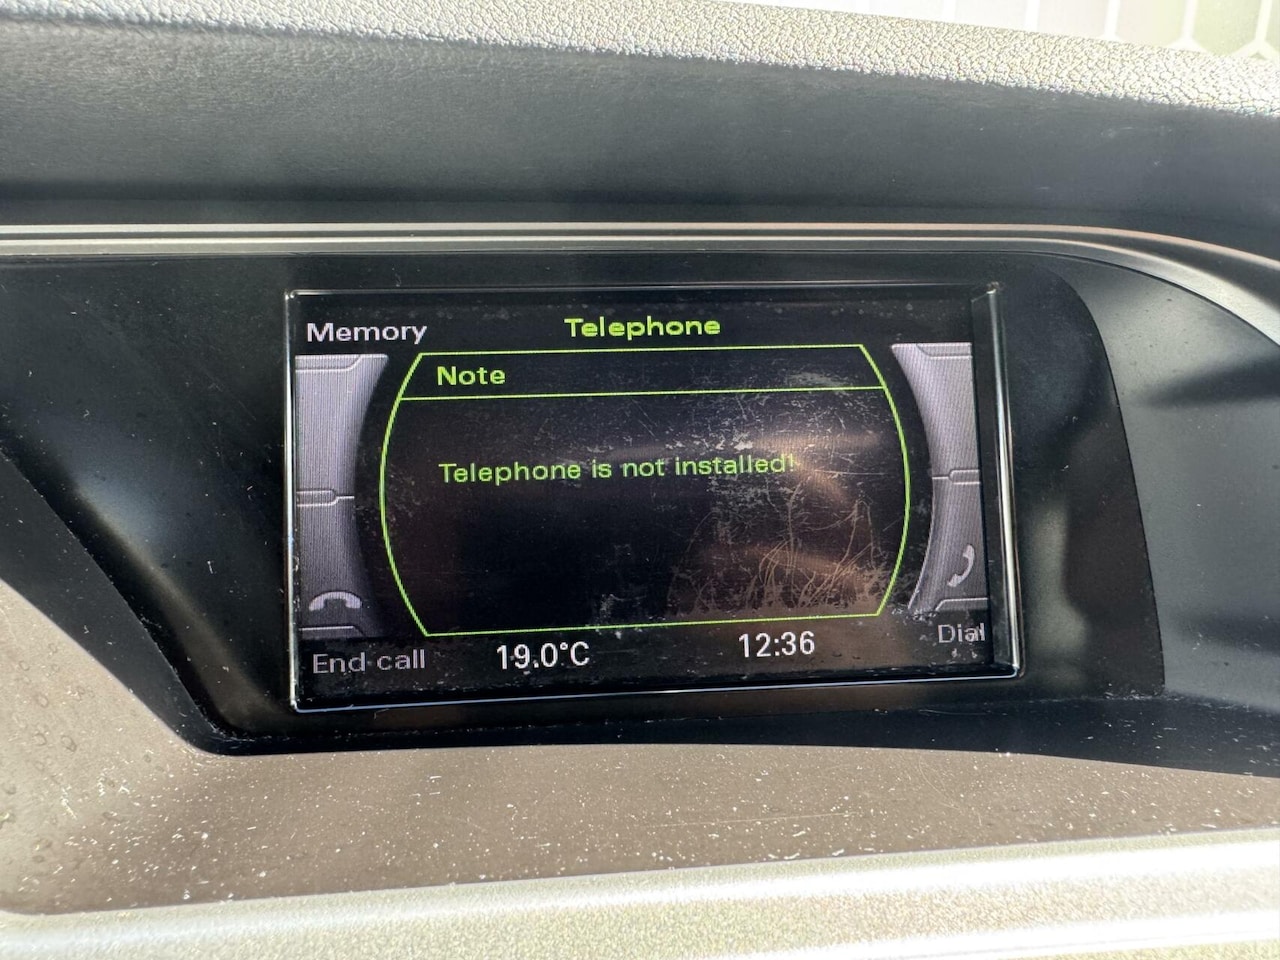 Memory
Telephone
Note
Telephone is not installed!
End call
19.0°C
12:36
Dial